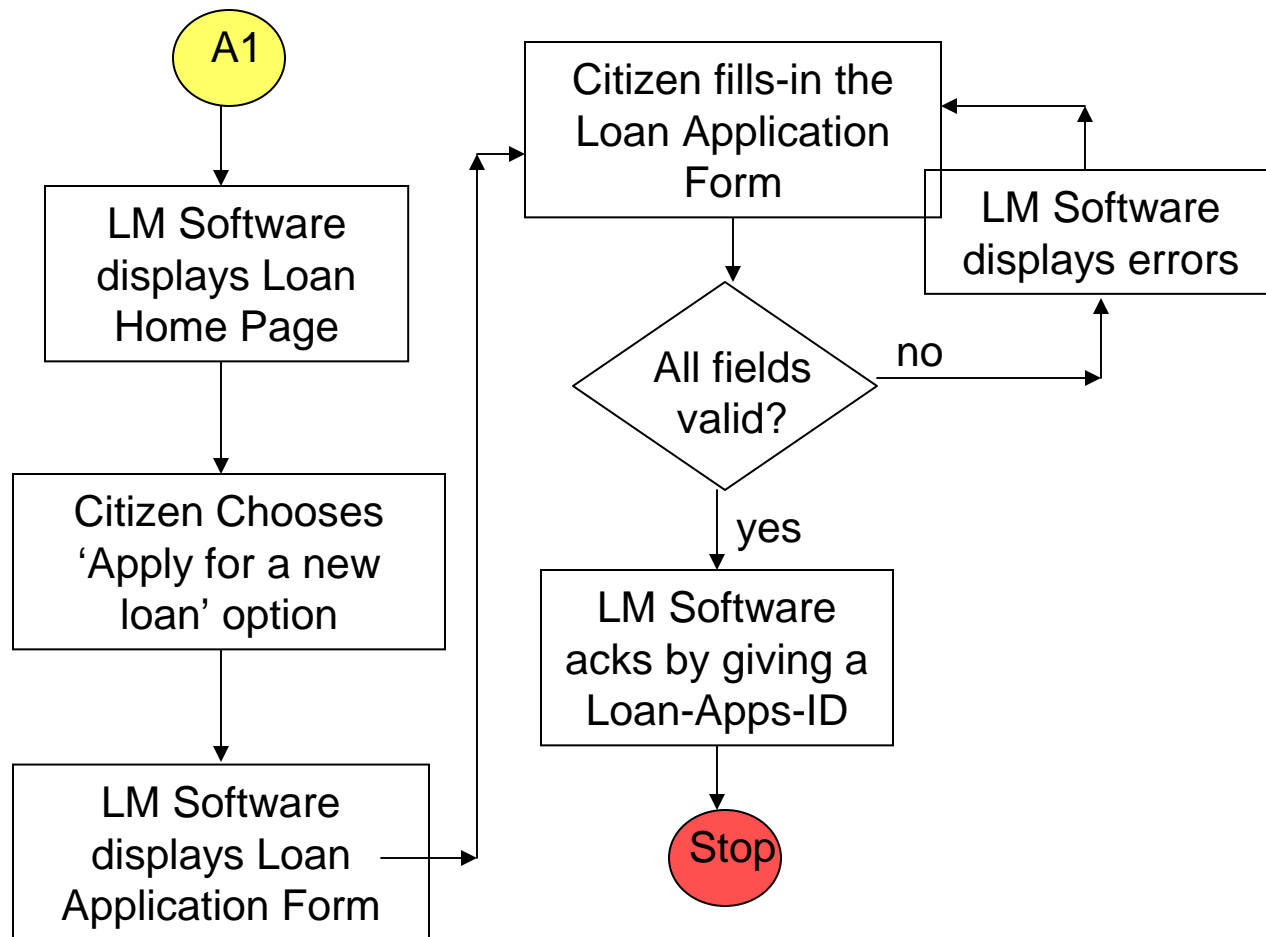 A1
LM Software
displays Loan
Home Page
Citizen Chooses
‘Apply for a new
loan’ option
LM Software
displays Loan
Application Form
Citizen fills-in the
Loan Application
Form
LM Software
displays errors
All fields
valid?
no
yes
LM Software
acks by giving a
Loan-Apps-ID
Stop